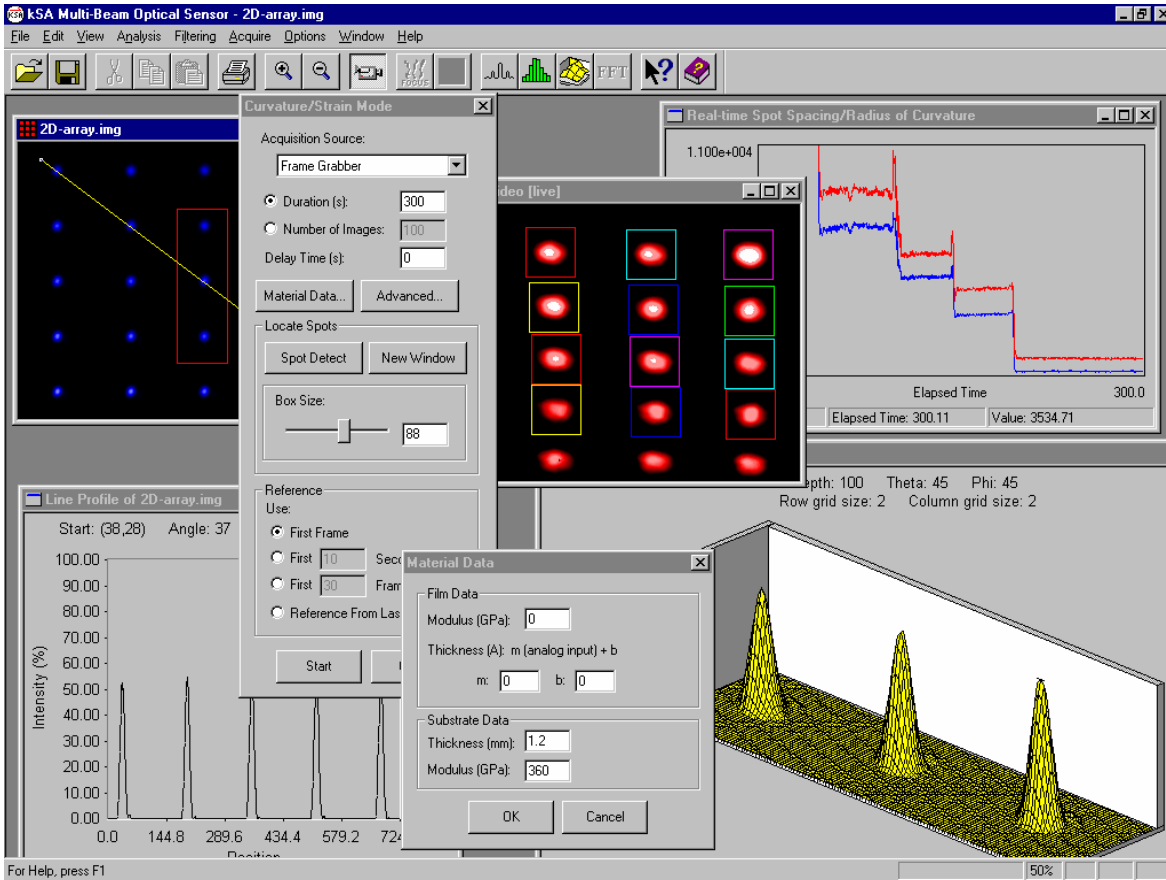 kSA Multi-Beam Optical Sensor - 2D-array.img
File Edit View Analysis Filtering Acquire Options Window Help
FOCUS
FFT
2D-array.img
Curvature/Strain Mode
Acquisition Source:
Frame Grabber
Duration (s): 300
Number of Images: 100
Delay Time (s): 0
Material Data... Advanced...
Locate Spots
Spot Detect New Window
Box Size:
88
Reference
Use:
First Frame
First 10 Seco
First 30 Fram
Reference From Las
Start
ideo [live]
Real-time Spot Spacing/Radius of Curvature
1.100e+004
Elapsed Time 300.0
Elapsed Time: 300.11 Value: 3534.71
Line Profile of 2D-array.img
Start: (38,28) Angle: 37
100.00
90.00
80.00
70.00
60.00
50.00
40.00
30.00
20.00
10.00
0.00
Intensity (%)
0.0 144.8 289.6 434.4 579.2 724
Position
Material Data
Film Data
Modulus (GPa): 0
Thickness (A): m (analog input) + b
m: 0 b: 0
Substrate Data
Thickness (mm): 1.2
Modulus (GPa): 360
OK Cancel
epth: 100 Theta: 45 Phi: 45
Row grid size: 2 Column grid size: 2
For Help, press F1
50%